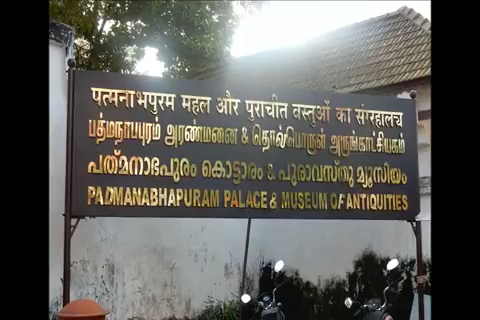 पत्मनाभपुरम महल और पुराचीत वस्तुओं का संग्रहालय
பத்மநாபபுரம் அரண்மனை & தொல்பொருள் அருங்காட்சியகம்
പത്മനാഭപുരം കൊട്ടാരം & പുരാവസ്തു മ്യൂസിയം
PADMANABHAPURAM PALACE & MUSEUM OF ANTIQUITIES